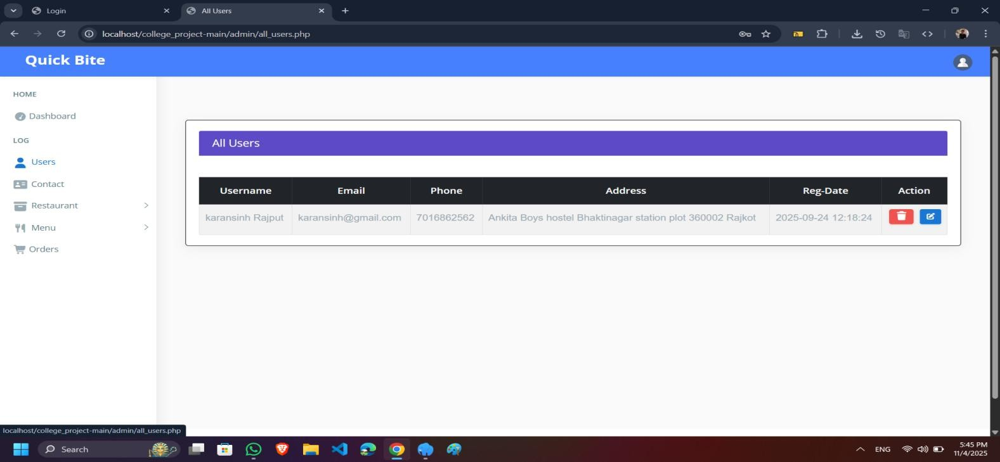 Login
All Users
localhost/college_project-main/admin/all_users.php
Quick Bite
HOME
Dashboard
LOG
Users
Contact
Restaurant
Menu
Orders
All Users
Username Email Phone Address Reg-Date Action
karansinh Rajput karansinh@gmail.com 7016862562 Ankita Boys hostel Bhaktinagar station plot 360002 Rajkot 2025-09-24 12:18:24
localhost/college_project-main/admin/all_users.php
Search
ENG
5:45 PM
11/4/2025